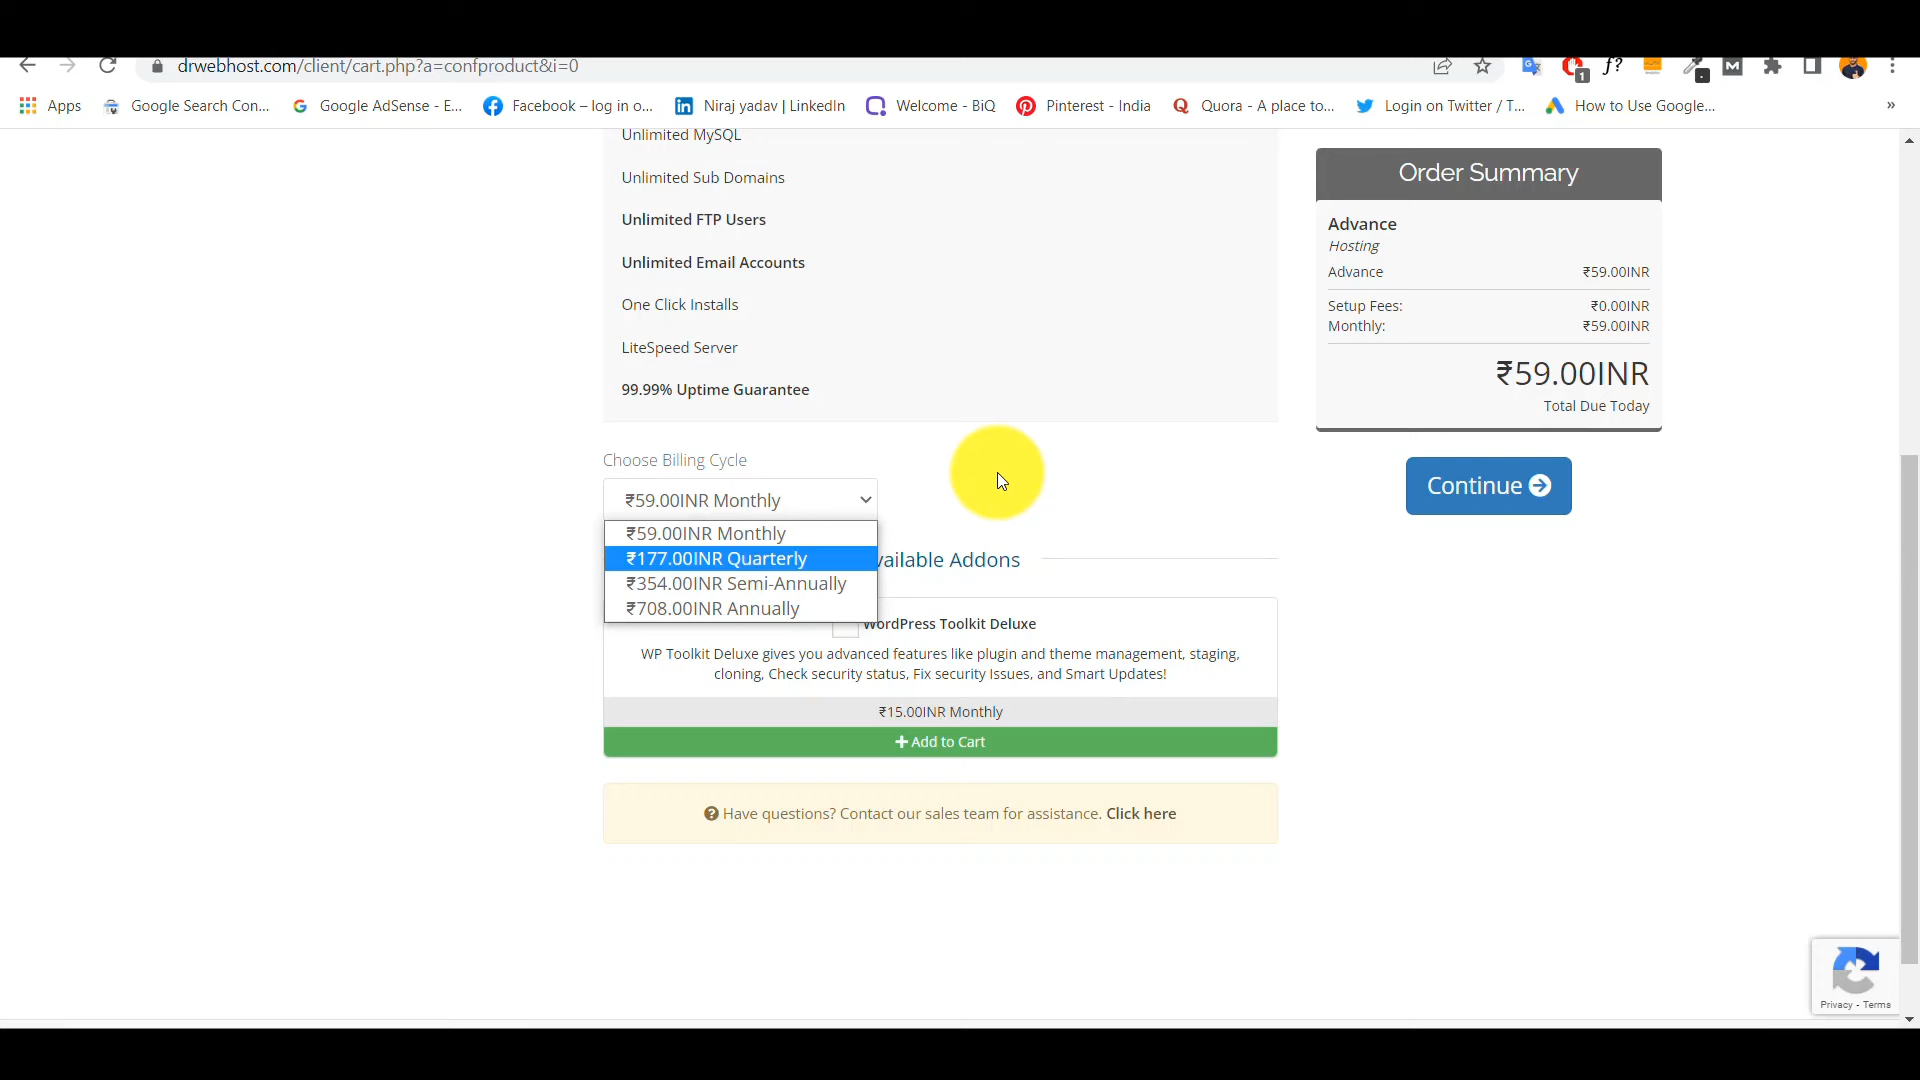 drwebhost.com/client/cart.php?a=confproduct&i=0
1
f?
M
Apps
Google Search Con...
Google AdSense - E...
Facebook – log in o...
Niraj yadav | LinkedIn
Welcome - BiQ
Pinterest - India
Quora - A place to...
Login on Twitter / T...
How to Use Google...
»
Unlimited MySQL
Unlimited Sub Domains
Unlimited FTP Users
Unlimited Email Accounts
One Click Installs
LiteSpeed Server
99.99% Uptime Guarantee
Order Summary
Advance
Hosting
Advance ₹59.00INR
Setup Fees: ₹0.00INR
Monthly: ₹59.00INR
₹59.00INR
Total Due Today
Continue
Choose Billing Cycle
₹59.00INR Monthly
₹59.00INR Monthly
₹177.00INR Quarterly
₹354.00INR Semi-Annually
₹708.00INR Annually
vailable Addons
WordPress Toolkit Deluxe
WP Toolkit Deluxe gives you advanced features like plugin and theme management, staging,
cloning, Check security status, Fix security Issues, and Smart Updates!
₹15.00INR Monthly
+ Add to Cart
Have questions? Contact our sales team for assistance. Click here
Privacy - Terms